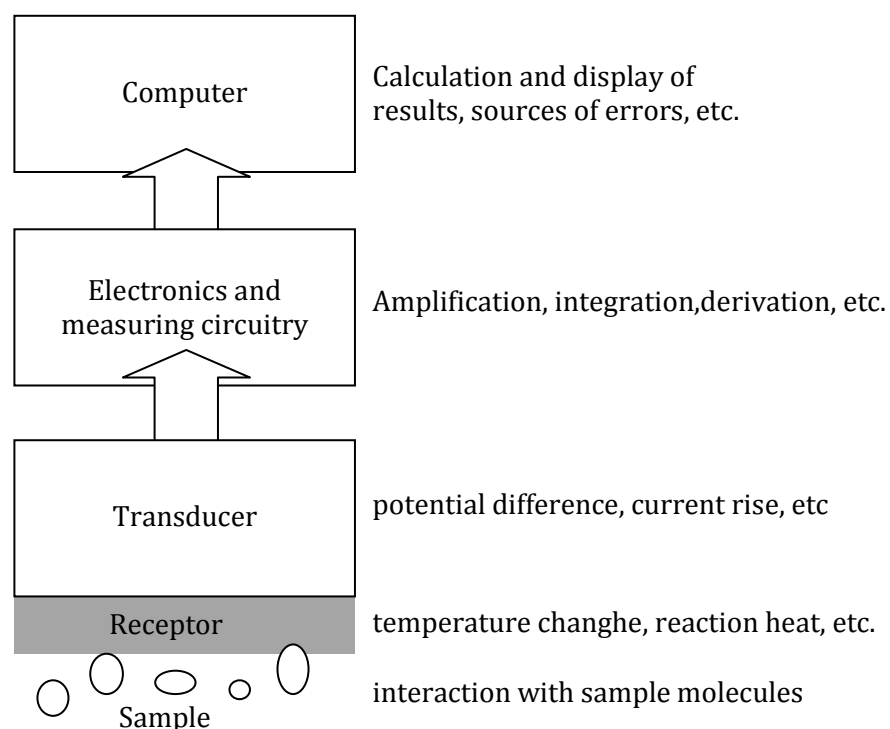 Computer
Calculation and display of
results, sources of errors, etc.
Electronics and
measuring circuitry
Amplification, integration,derivation, etc.
Transducer
potential difference, current rise, etc
Receptor
temperature changhe, reaction heat, etc.
interaction with sample molecules
Sample